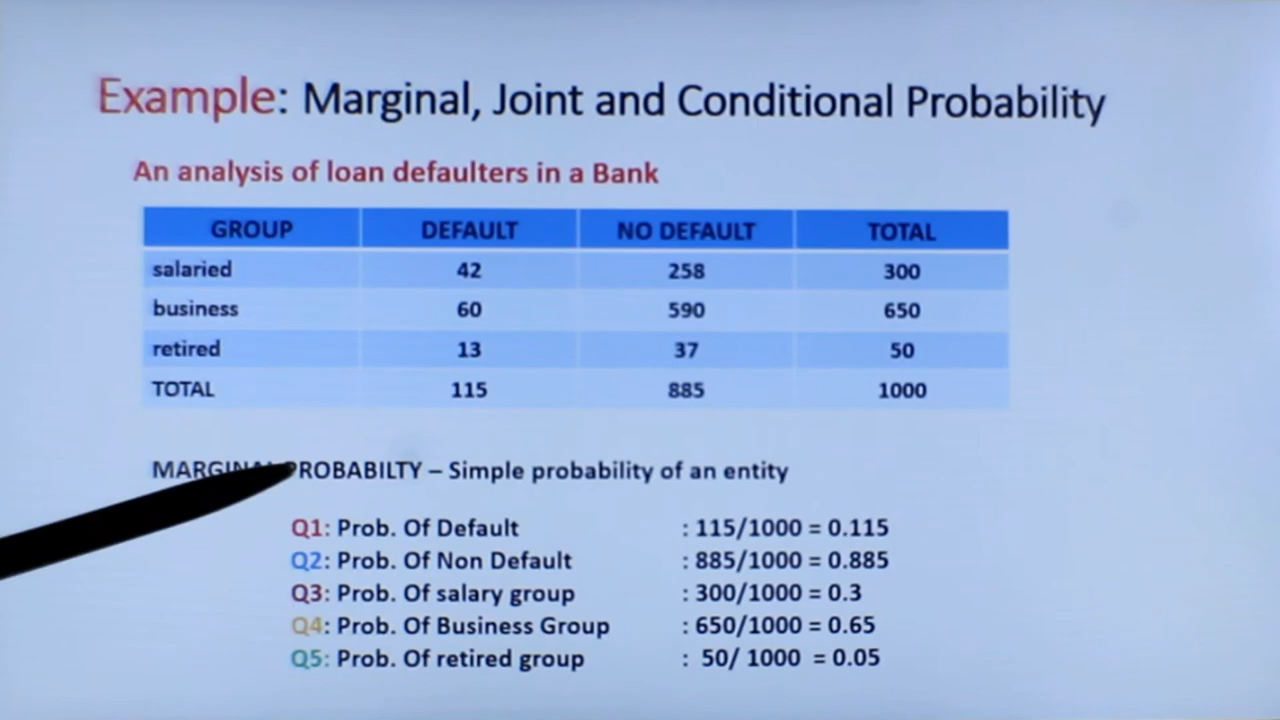 Example: Marginal, Joint and Conditional Probability
An analysis of loan defaulters in a Bank
GROUP DEFAULT NO DEFAULT TOTAL
salaried 42 258 300
business 60 590 650
retired 13 37 50
TOTAL 115 885 1000
MARGINAL PROBABILTY – Simple probability of an entity
Q1: Prob. Of Default : 115/1000 = 0.115
Q2: Prob. Of Non Default : 885/1000 = 0.885
Q3: Prob. Of salary group : 300/1000 = 0.3
Q4: Prob. Of Business Group : 650/1000 = 0.65
Q5: Prob. Of retired group : 50/ 1000 = 0.05